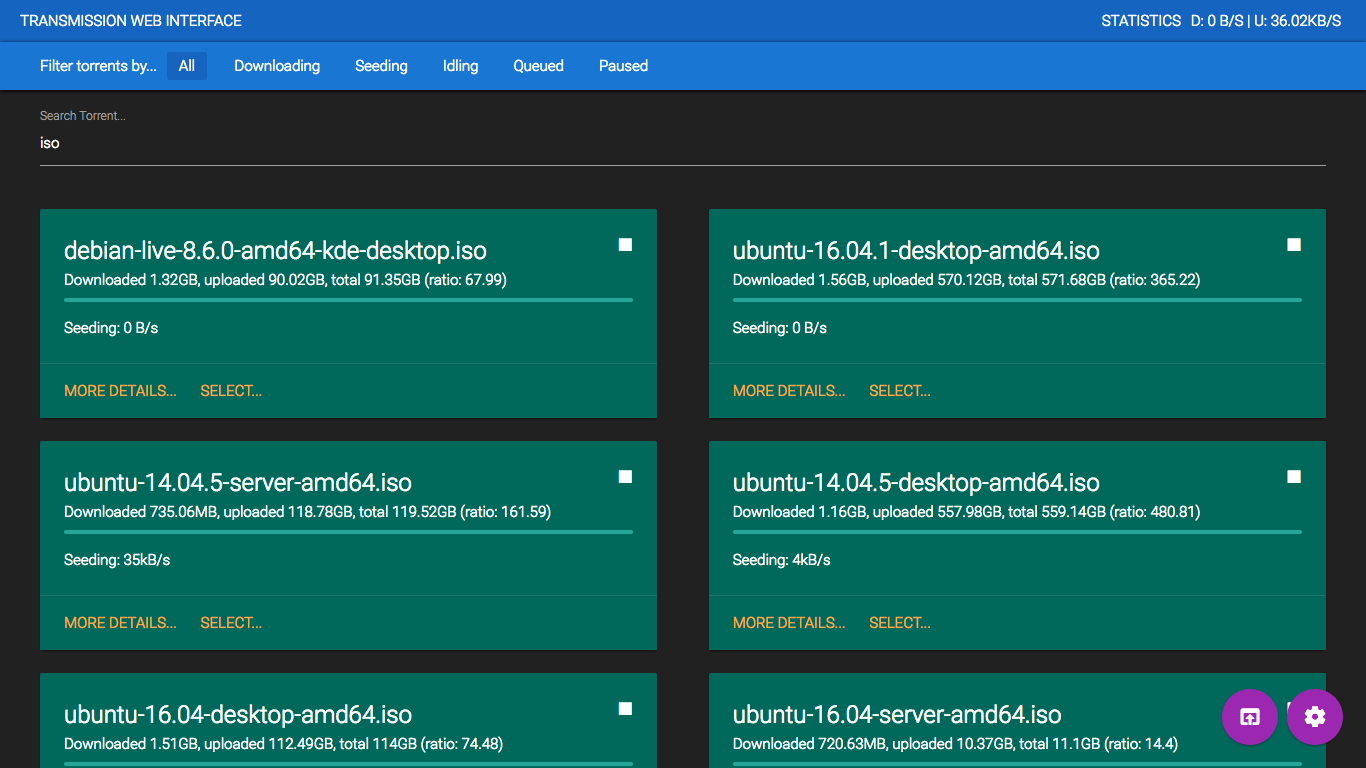 TRANSMISSION WEB INTERFACE
STATISTICS D: 0 B/S | U: 36.02KB/S
Filter torrents by... All Downloading Seeding Idling Queued Paused
Search Torrent...
iso
debian-live-8.6.0-amd64-kde-desktop.iso
Downloaded 1.32GB, uploaded 90.02GB, total 91.35GB (ratio: 67.99)
Seeding: 0 B/s
MORE DETAILS... SELECT...
ubuntu-16.04.1-desktop-amd64.iso
Downloaded 1.56GB, uploaded 570.12GB, total 571.68GB (ratio: 365.22)
Seeding: 0 B/s
MORE DETAILS... SELECT...
ubuntu-14.04.5-server-amd64.iso
Downloaded 735.06MB, uploaded 118.78GB, total 119.52GB (ratio: 161.59)
Seeding: 35kB/s
MORE DETAILS... SELECT...
ubuntu-14.04.5-desktop-amd64.iso
Downloaded 1.16GB, uploaded 557.98GB, total 559.14GB (ratio: 480.81)
Seeding: 4kB/s
MORE DETAILS... SELECT...
ubuntu-16.04-desktop-amd64.iso
Downloaded 1.51GB, uploaded 112.49GB, total 114GB (ratio: 74.48)
ubuntu-16.04-server-amd64.iso
Downloaded 720.63MB, uploaded 10.37GB, total 11.1GB (ratio: 14.4)